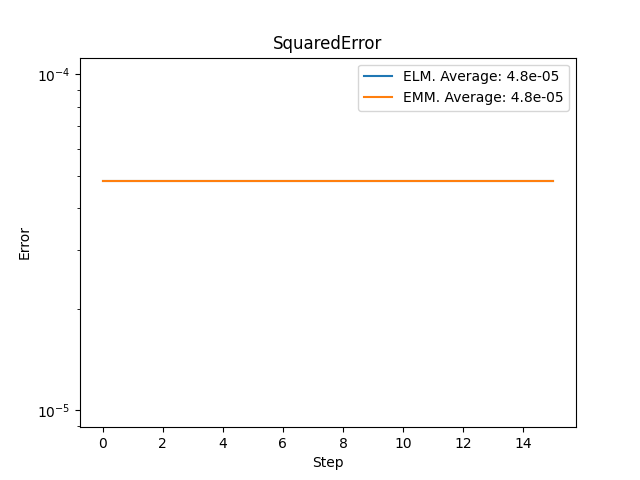 SquaredError
ELM. Average: 4.8e-05
EMM. Average: 4.8e-05
10⁻⁴
10⁻⁵
Error
0 2 4 6 8 10 12 14
Step